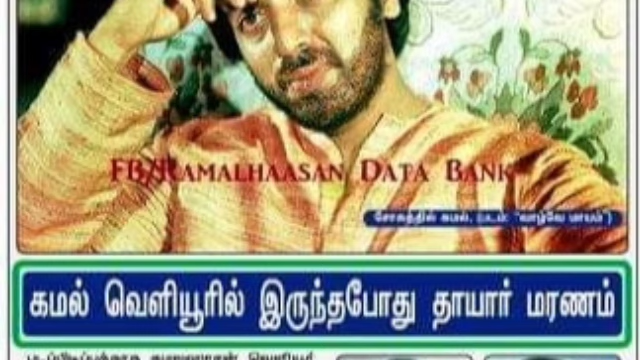 FB/KAMALHAASAN DATA BANK
சோகத்தில் கமல், (படம்: "வாழ்வே மாயம்")
கமல் வெளியூரில் இருந்தபோது தாயார் மரணம்